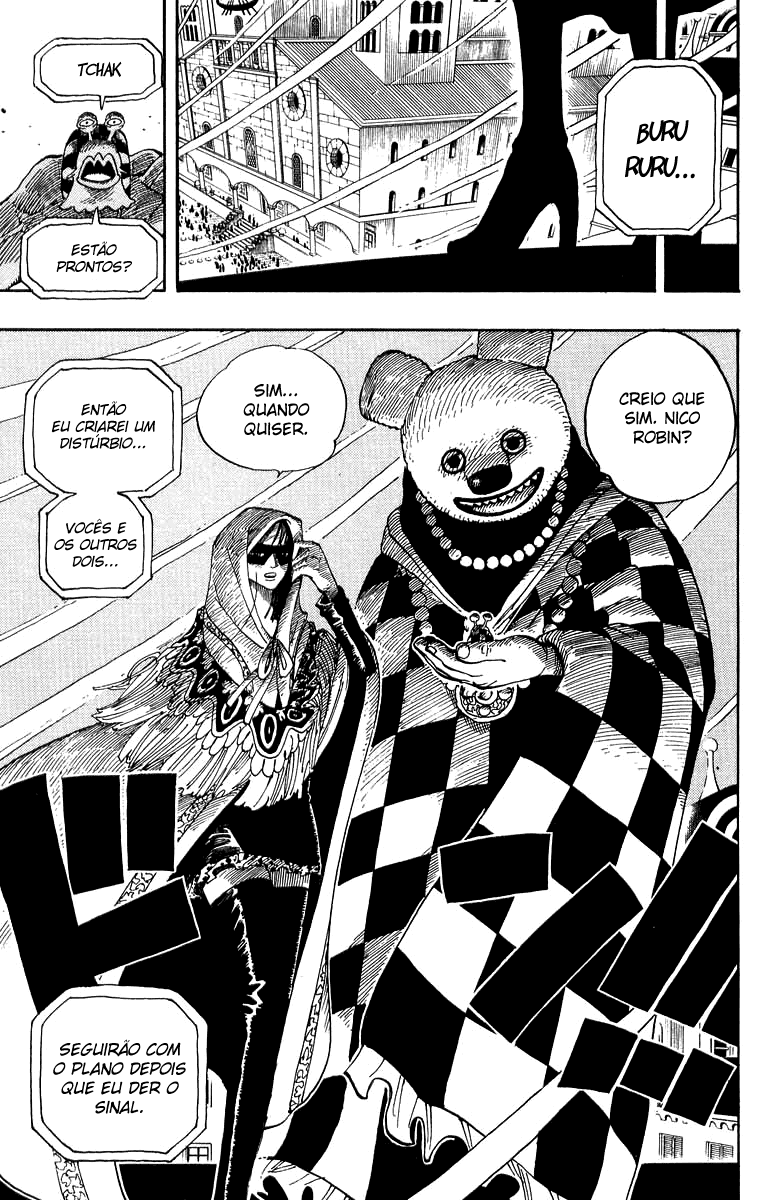 BURU
RURU...
TCHAK
ESTÃO
PRONTOS?
CREIO QUE
SIM. NICO
ROBIN?
SIM...
QUANDO
QUISER.
ENTÃO
EU CRIAREI UM
DISTÚRBIO...
VOCÊS E
OS OUTROS
DOIS...
SEGUIRÃO COM
O PLANO DEPOIS
QUE EU DER O
SINAL.